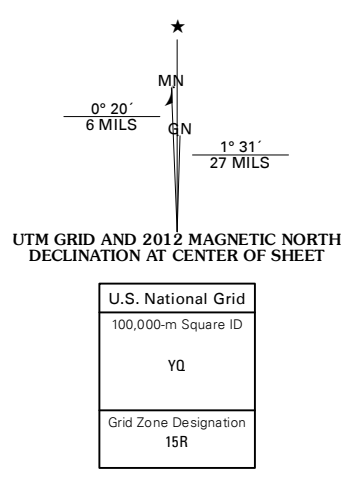 MN
0° 20´
6 MILS
GN
1° 31´
27 MILS
UTM GRID AND 2012 MAGNETIC NORTH
DECLINATION AT CENTER OF SHEET
U.S. National Grid
100,000-m Square ID
YQ
Grid Zone Designation
15R